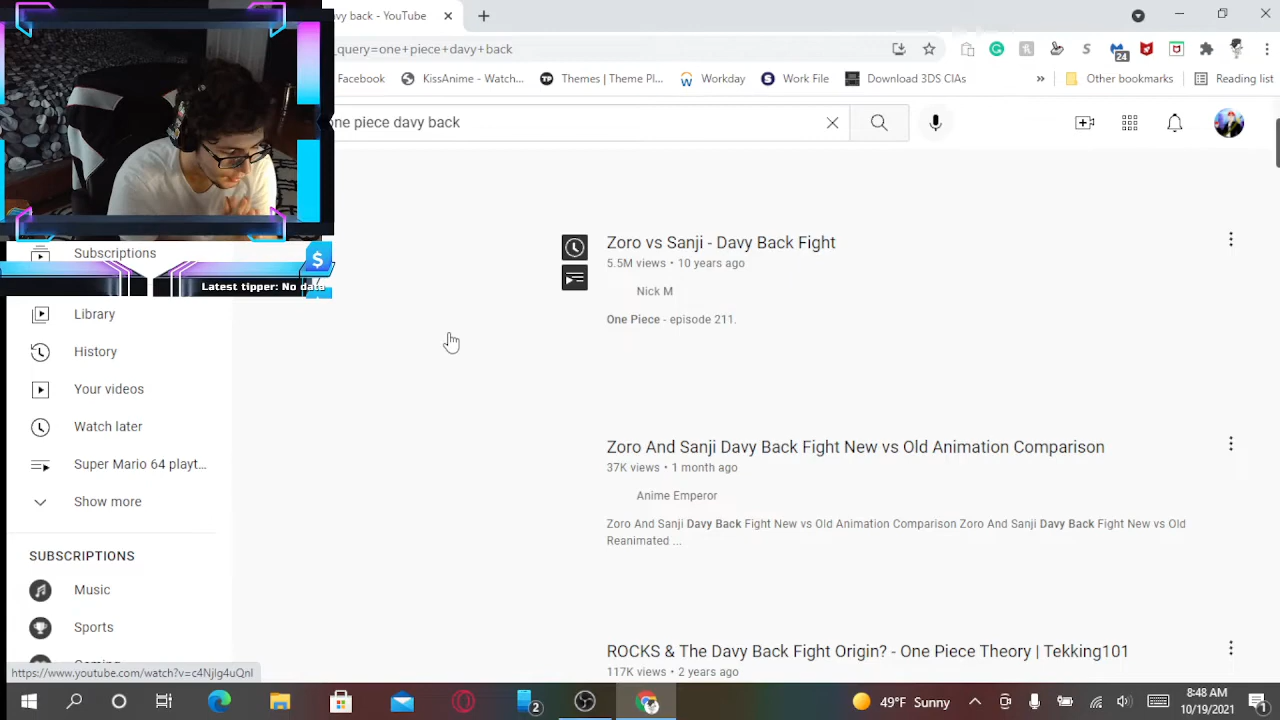 avy back - YouTube
_query=one+piece+davy+back
24
Facebook
KissAnime - Watch...
Themes | Theme Pl...
Workday
Work File
Download 3DS CIAs
»
Other bookmarks
Reading list
ne piece davy back
Subscriptions
$
Latest tipper: No data
Library
History
Your videos
Watch later
Super Mario 64 playt...
Show more
SUBSCRIPTIONS
Music
Sports
Zoro vs Sanji - Davy Back Fight
5.5M views • 10 years ago
Nick M
One Piece - episode 211.
Zoro And Sanji Davy Back Fight New vs Old Animation Comparison
37K views • 1 month ago
Anime Emperor
Zoro And Sanji Davy Back Fight New vs Old Animation Comparison Zoro And Sanji Davy Back Fight New vs Old
Reanimated ...
ROCKS & The Davy Back Fight Origin? - One Piece Theory | Tekking101
117K views • 2 years ago
https://www.youtube.com/watch?v=c4NjIg4uQnI
2
49°F Sunny
8:48 AM
10/19/2021
1